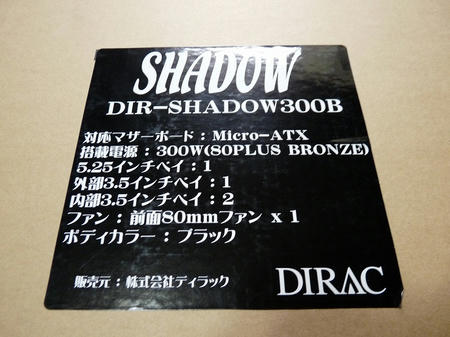 SHADOW
DIR-SHADOW300B
対応マザーボード：Micro-ATX
搭載電源：300W(80PLUS BRONZE)
5.25インチベイ：1
外部3.5インチベイ：1
内部3.5インチベイ：2
ファン：前面80mmファン x 1
ボディカラー：ブラック
販売元：株式会社ディラック
DIRAC